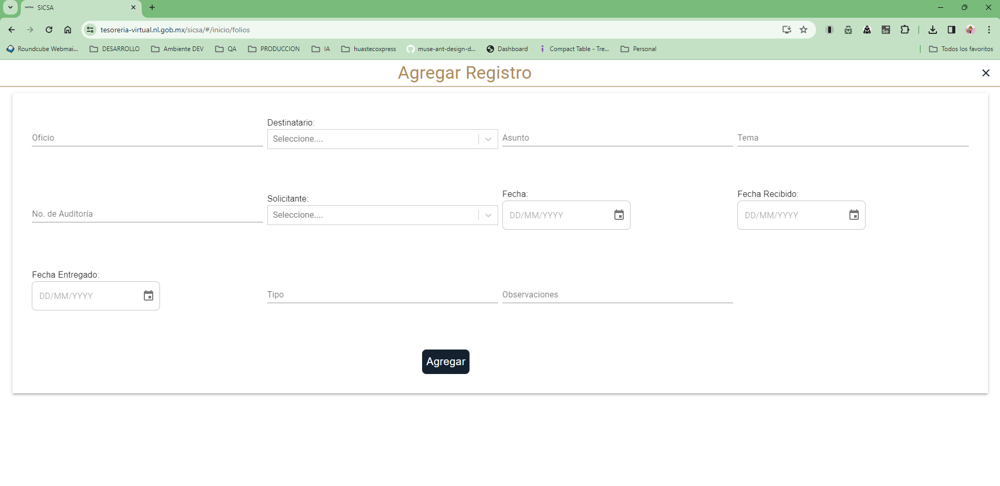 SICSA
tesoreria-virtual.nl.gob.mx/sicsa/#/inicio/folios
Se
Roundcube Webmai... DESARROLLO Ambiente DEV QA PRODUCCION IA huastecoxpress muse-ant-design-d... Dashboard Compact Table - Tre... Personal Todos los favoritos
Agregar Registro
Oficio
Destinatario:
Seleccione....
Asunto
Tema
No. de Auditoría
Solicitante:
Seleccione....
Fecha:
DD/MM/YYYY
Fecha Recibido:
DD/MM/YYYY
Fecha Entregado:
DD/MM/YYYY
Tipo
Observaciones
Agregar